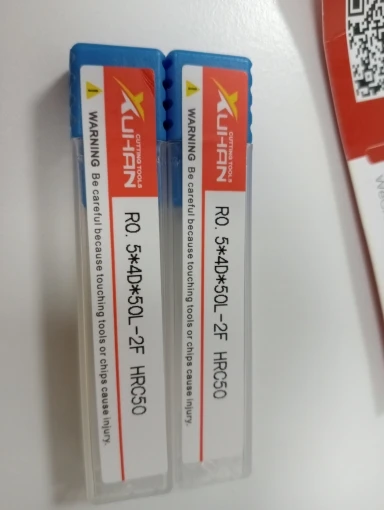 XUHAN
CUTTING TOOLS
R0. 5*4D*50L-2F HRC50
WARNING Be careful because touching tools or chips cause injury.
XUHAN
CUTTING TOOLS
R0. 5*4D*50L-2F HRC50
WARNING Be careful because touching tools or chips cause injury.